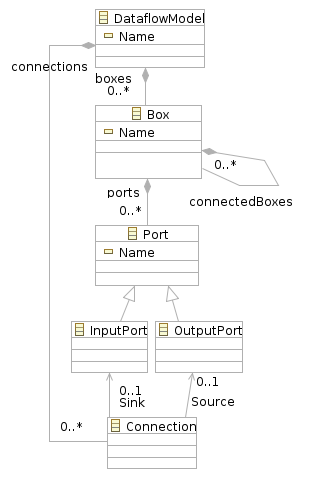 DataflowModel
Name
connections
boxes
0..*
Box
Name
0..*
connectedBoxes
ports
0..*
Port
Name
InputPort
OutputPort
0..1
Sink
0..1
Source
0..*
Connection